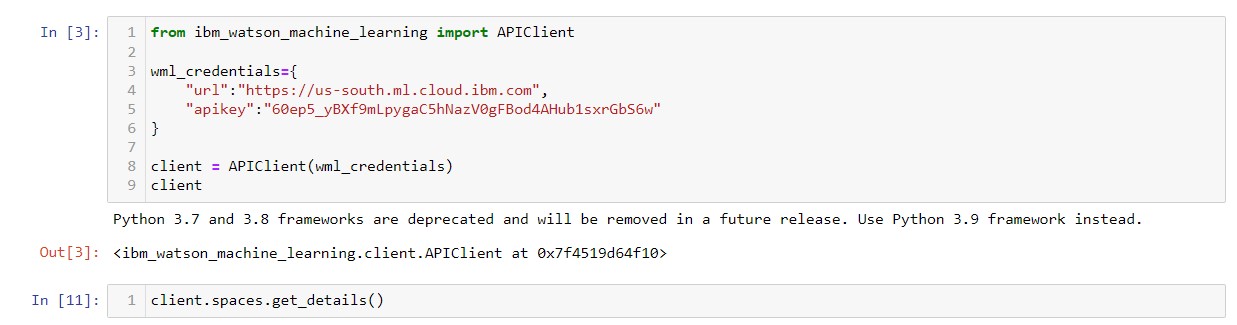 In [3]:
1 from ibm_watson_machine_learning import APIClient
2
3 wml_credentials={
4     "url":"https://us-south.ml.cloud.ibm.com",
5     "apikey":"60ep5_yBXf9mLpygaC5hNazV0gFBod4AHub1sxrGbS6w"
6 }
7
8 client = APIClient(wml_credentials)
9 client
Python 3.7 and 3.8 frameworks are deprecated and will be removed in a future release. Use Python 3.9 framework instead.
Out[3]: <ibm_watson_machine_learning.client.APIClient at 0x7f4519d64f10>
In [11]: 1 client.spaces.get_details()